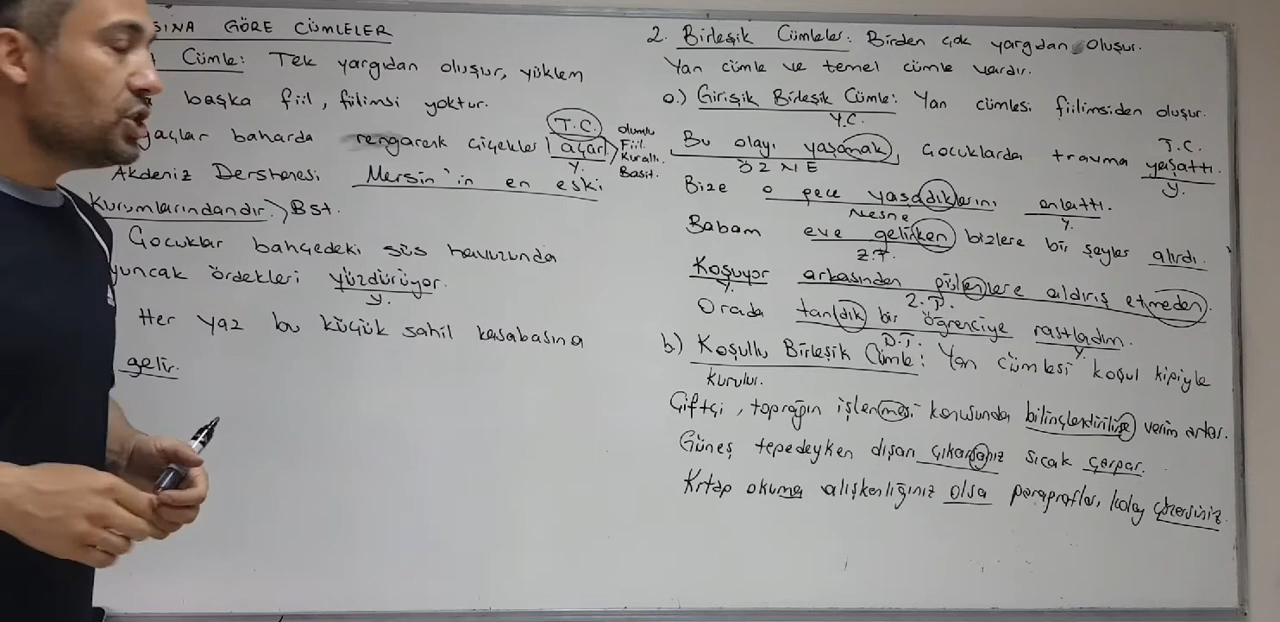 SINA GÖRE CÜMLELER
Cümle: Tek yargıdan oluşur, yüklem
başka fiil, fiilimsi yoktur.
açlar baharda rengarenk çiçekler açar
T.C.
Y.
olumlu
Fiil
Kurallı
Basit.
Akdeniz Dershanesi Mersin'in en eski
Kurumlarındandır. Bst.
Çocuklar bahçedeki süs havuzunda
yuncak ördekleri yüzdürüyor.
Y.
Her yaz bu küçük sahil kasabasına
gelir.
2. Birleşik Cümleler: Birden çok yargıdan oluşur.
Yan cümle ve temel cümle vardır.
a.) Girişik Birleşik Cümle: Yan cümlesi fiilimsiden oluşur.
Y.C.
T.C.
Bu olayı yaşamak, çocuklarda travma yaşattı.
ÖZNE
Y.
Bize o gece yaşadıklarını anlattı.
Nesne
Y.
Babam eve gelirken bizlere bir şeyler alırdı.
Z.T.
Koşuyor arkasından gülenlere aldırış etmeden.
Y.
Z.T.
Orada tanıdık bir öğrenciye rastladım.
D.T.
Y.
b) Koşullu Birleşik Cümle: Yan cümlesi koşul kipiyle
kurulur.
Çiftçi, toprağın işlenmesi konusunda bilinçlendirilirse verim artar.
Güneş tepedeyken dışarı çıkarsanız sıcak çarpar.
Kitap okuma alışkanlığınız olsa paragrafları kolay çözersiniz.